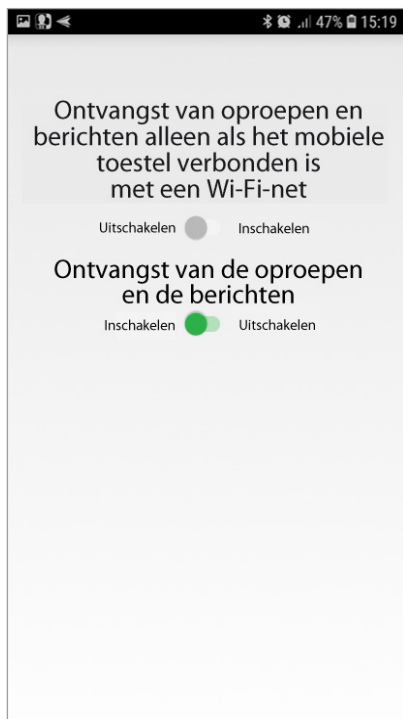 47% 15:19
Ontvangst van oproepen en
berichten alleen als het mobiele
toestel verbonden is
met een Wi-Fi-net
Uitschakelen Inschakelen
Ontvangst van de oproepen
en de berichten
Inschakelen Uitschakelen